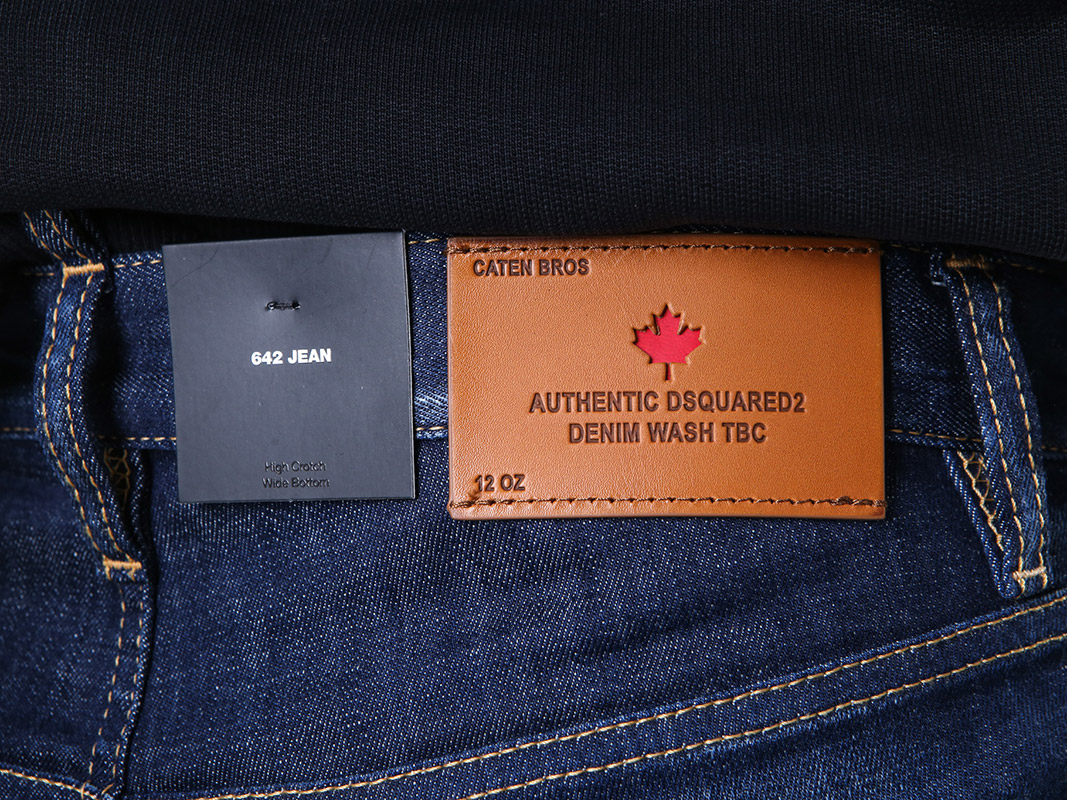 642 JEAN
High Crotch
Wide Bottom
CATEN BROS
AUTHENTIC DSQUARED2
DENIM WASH TBC
12 OZ